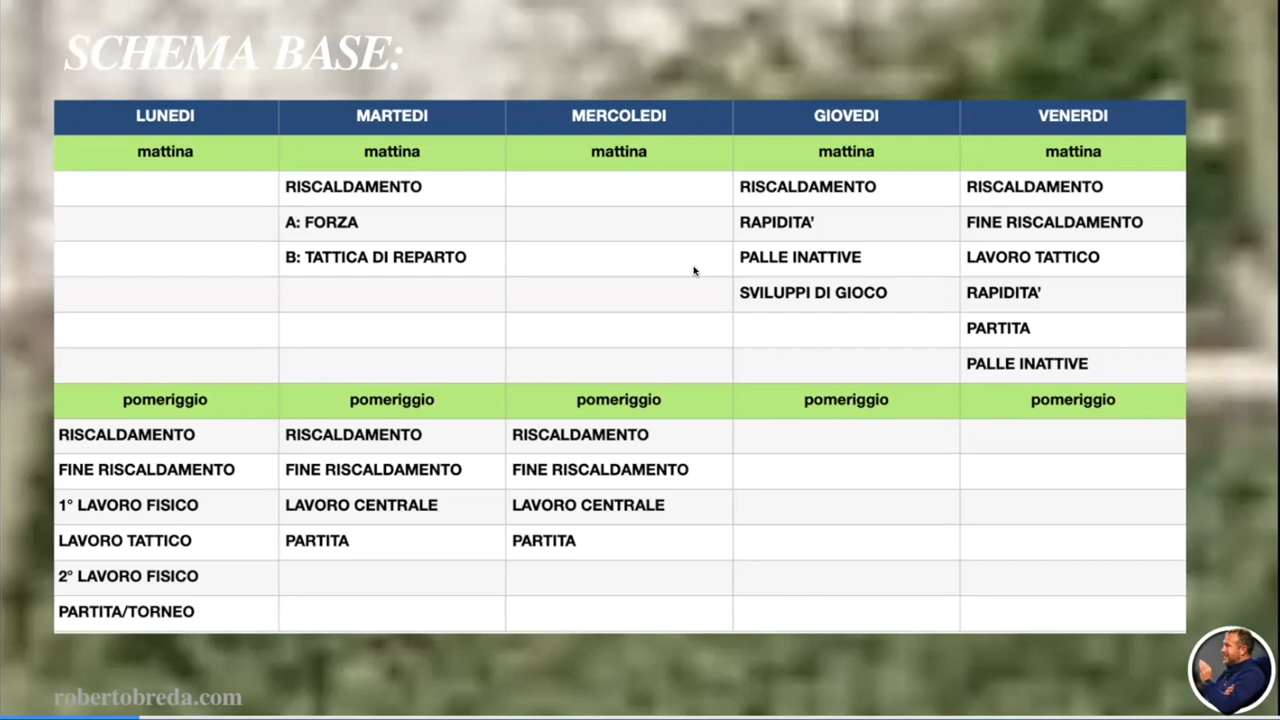 SCHEMA BASE:
LUNEDI MARTEDI MERCOLEDI GIOVEDI VENERDI
mattina mattina mattina mattina mattina
RISCALDAMENTO RISCALDAMENTO RISCALDAMENTO
A: FORZA RAPIDITA' FINE RISCALDAMENTO
B: TATTICA DI REPARTO PALLE INATTIVE LAVORO TATTICO
SVILUPPI DI GIOCO RAPIDITA'
PARTITA
PALLE INATTIVE
pomeriggio pomeriggio pomeriggio pomeriggio pomeriggio
RISCALDAMENTO RISCALDAMENTO RISCALDAMENTO
FINE RISCALDAMENTO FINE RISCALDAMENTO FINE RISCALDAMENTO
1° LAVORO FISICO LAVORO CENTRALE LAVORO CENTRALE
LAVORO TATTICO PARTITA PARTITA
2° LAVORO FISICO
PARTITA/TORNEO
robertobreda.com